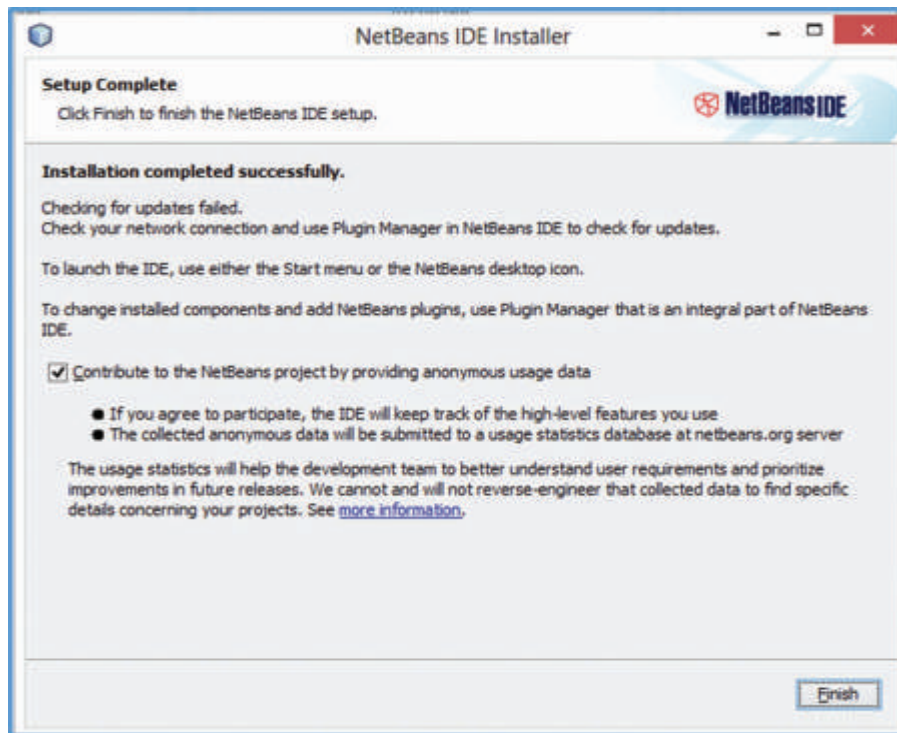 NetBeans IDE Installer
Setup Complete
Click Finish to finish the NetBeans IDE setup.
NetBeans IDE
Installation completed successfully.
Checking for updates failed.
Check your network connection and use Plugin Manager in NetBeans IDE to check for updates.
To launch the IDE, use either the Start menu or the NetBeans desktop icon.
To change installed components and add NetBeans plugins, use Plugin Manager that is an integral part of NetBeans
IDE.
Contribute to the NetBeans project by providing anonymous usage data
● If you agree to participate, the IDE will keep track of the high-level features you use
● The collected anonymous data will be submitted to a usage statistics database at netbeans.org server
The usage statistics will help the development team to better understand user requirements and prioritize
improvements in future releases. We cannot and will not reverse-engineer that collected data to find specific
details concerning your projects. See more information.
Finish